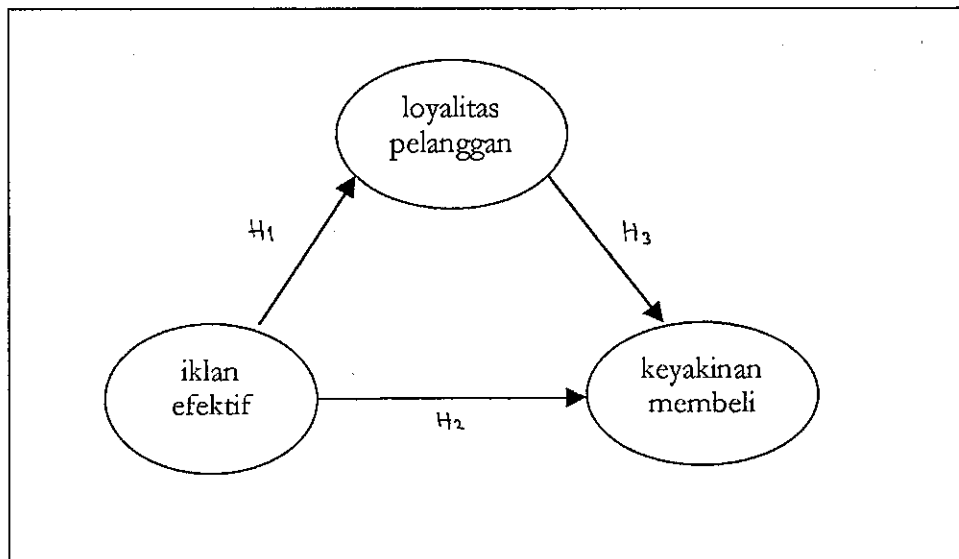 loyalitas
pelanggan
H1
H3
iklan
efektif
keyakinan
membeli
H2